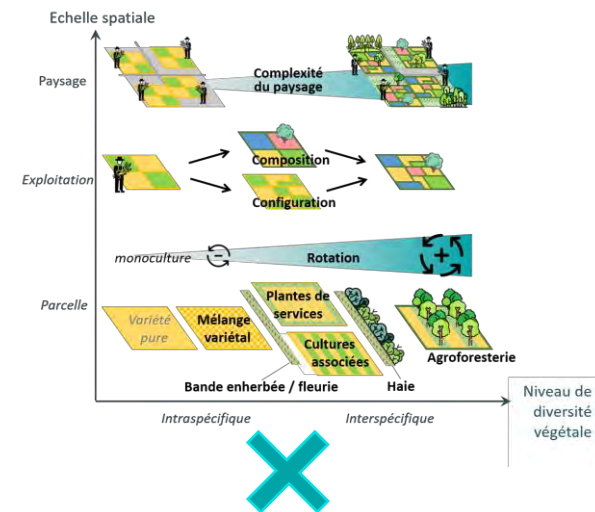 Echelle spatiale
Paysage
Complexité
du paysage
Exploitation
Composition
Configuration
monoculture
-
Rotation
+
Parcelle
Variété
pure
Mélange
variétal
Plantes de
services
Cultures
associées
Agroforesterie
Bande enherbée / fleurie
Haie
Intraspécifique
Interspécifique
Niveau de
diversité
végétale